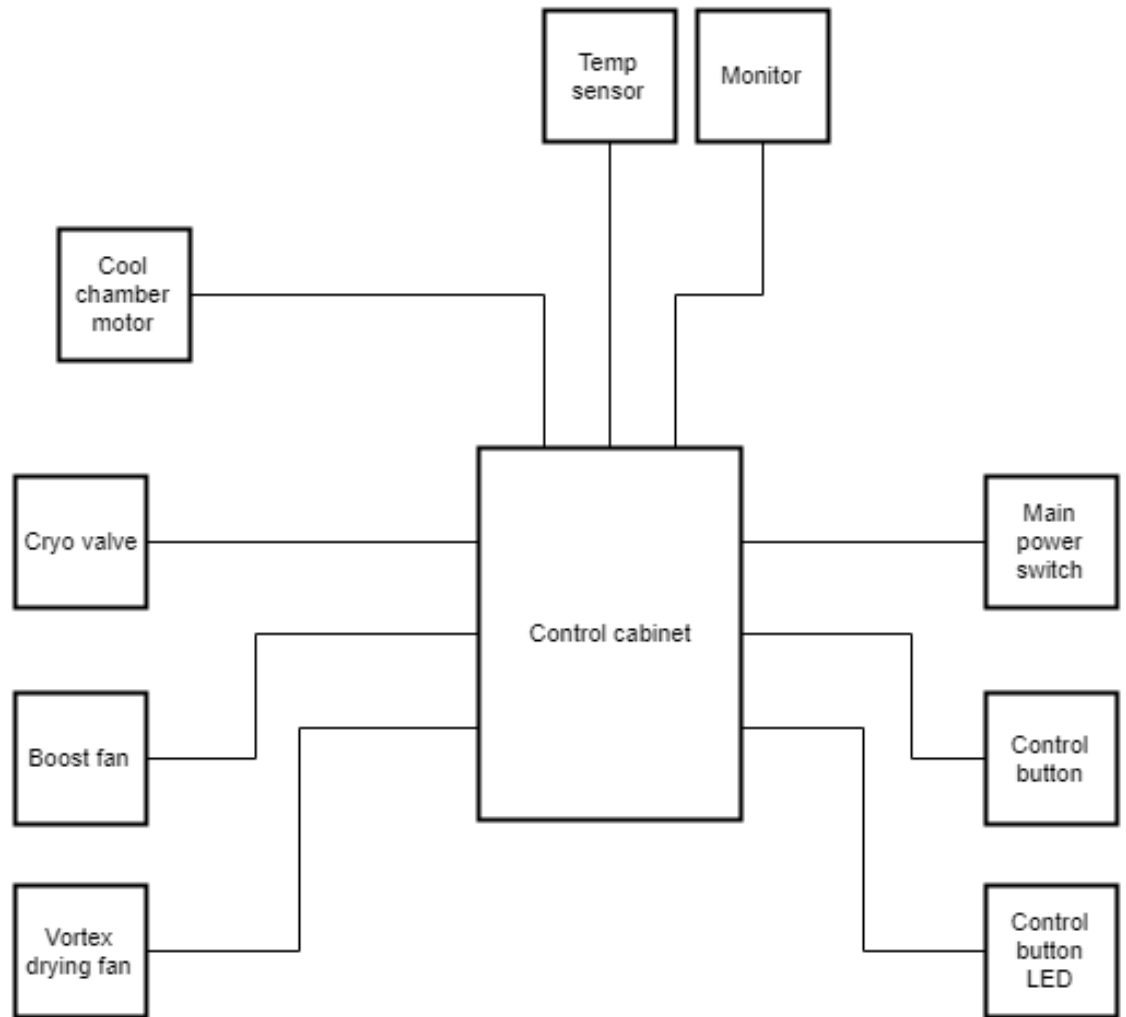 Temp
sensor
Monitor
Cool
chamber
motor
Cryo valve
Main
power
switch
Control cabinet
Boost fan
Control
button
Vortex
drying fan
Control
button
LED